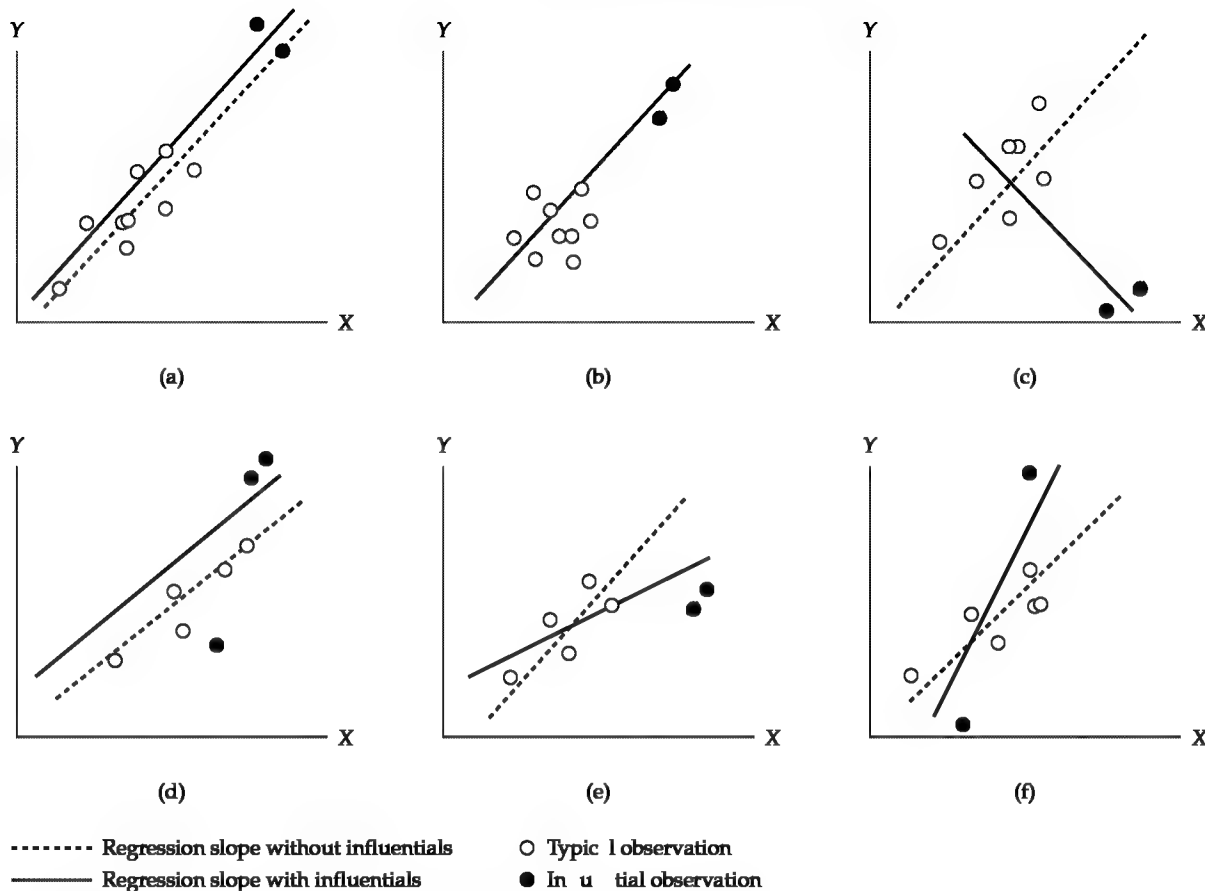 Y
Y
Y
X
X
X
(a)
(b)
(c)
Y
Y
Y
X
X
X
(d)
(e)
(f)
Regression slope without influentials
Typic l observation
Regression slope with influentials
In u tial observation